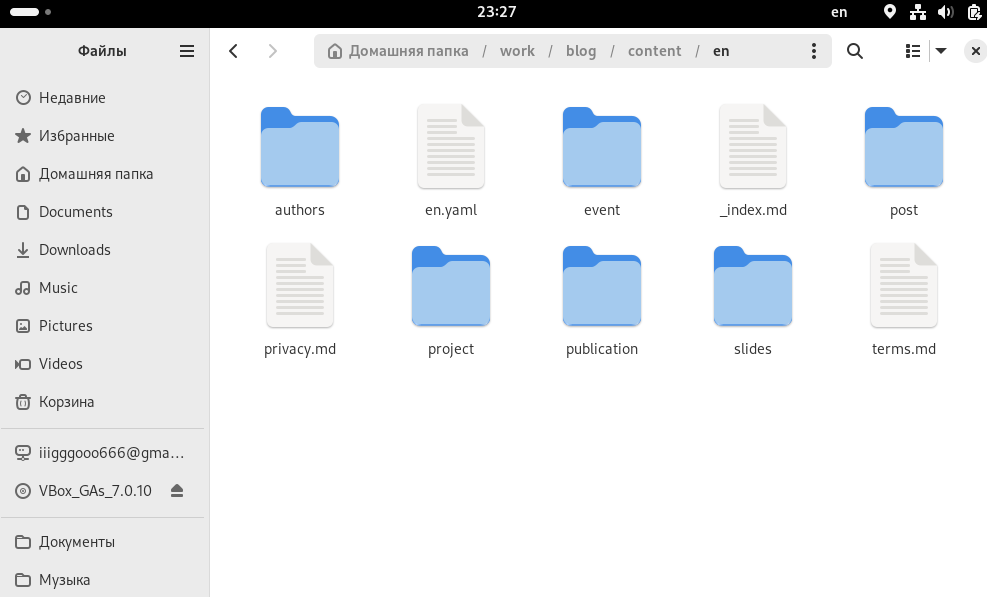 23:27
en
Файлы
Домашняя папка / work / blog / content / en
Недавние
Избранные
Домашняя папка
Documents
Downloads
Music
Pictures
Videos
Корзина
iiigggooo666@gma...
VBox_GAs_7.0.10
Документы
Музыка
authors
en.yaml
event
_index.md
post
privacy.md
project
publication
slides
terms.md